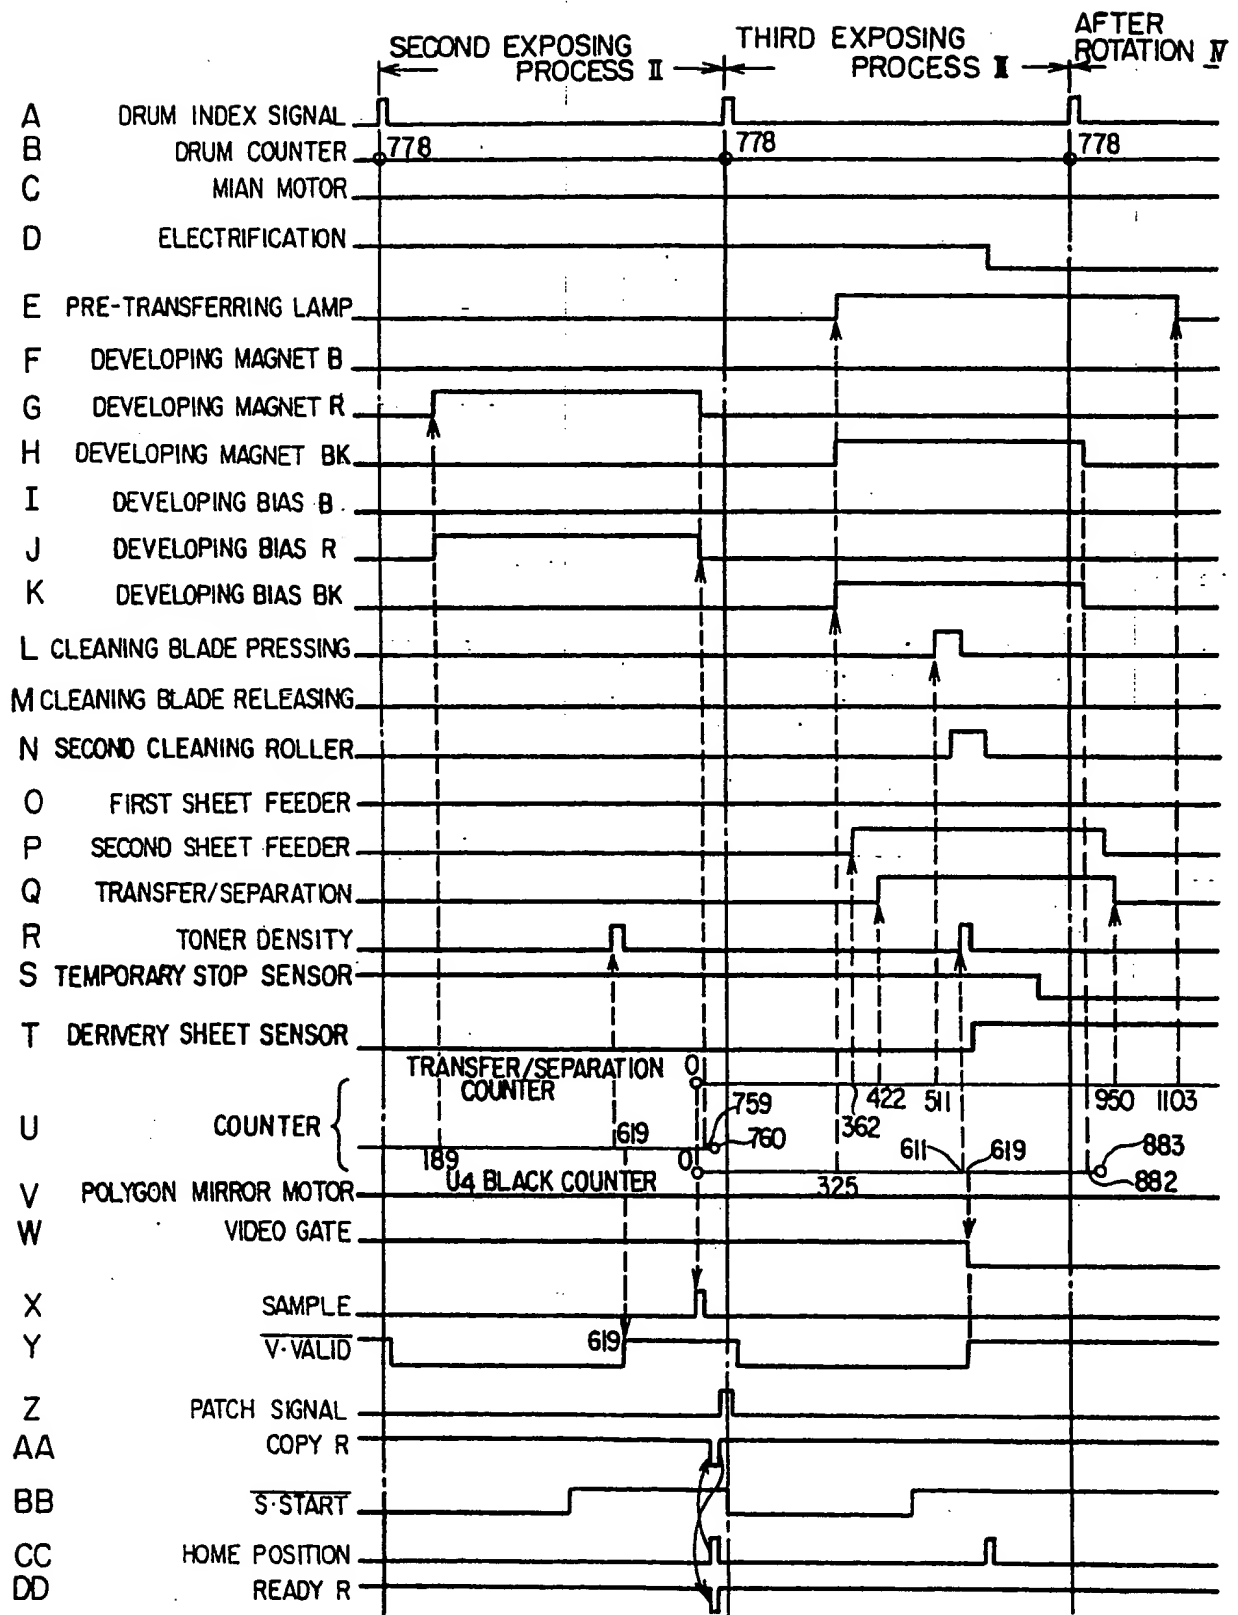 SECOND EXPOSING
PROCESS II
THIRD EXPOSING
PROCESS III
AFTER
ROTATION IV
A DRUM INDEX SIGNAL
B DRUM COUNTER 778 778 778
C MIAN MOTOR
D ELECTRIFICATION
E PRE-TRANSFERRING LAMP
F DEVELOPING MAGNET B
G DEVELOPING MAGNET R
H DEVELOPING MAGNET BK
I DEVELOPING BIAS B
J DEVELOPING BIAS R
K DEVELOPING BIAS BK
L CLEANING BLADE PRESSING
M CLEANING BLADE RELEASING
N SECOND CLEANING ROLLER
O FIRST SHEET FEEDER
P SECOND SHEET FEEDER
Q TRANSFER/SEPARATION
R TONER DENSITY
S TEMPORARY STOP SENSOR
T DERIVERY SHEET SENSOR
TRANSFER/SEPARATION 0
COUNTER
422 511 950 1103
759
362
U COUNTER 619 760 611 619 883
189 0
U4 BLACK COUNTER 325 882
V POLYGON MIRROR MOTOR
W VIDEO GATE
X SAMPLE
Y V·VALID 619
Z PATCH SIGNAL
AA COPY R
BB S·START
CC HOME POSITION
DD READY R